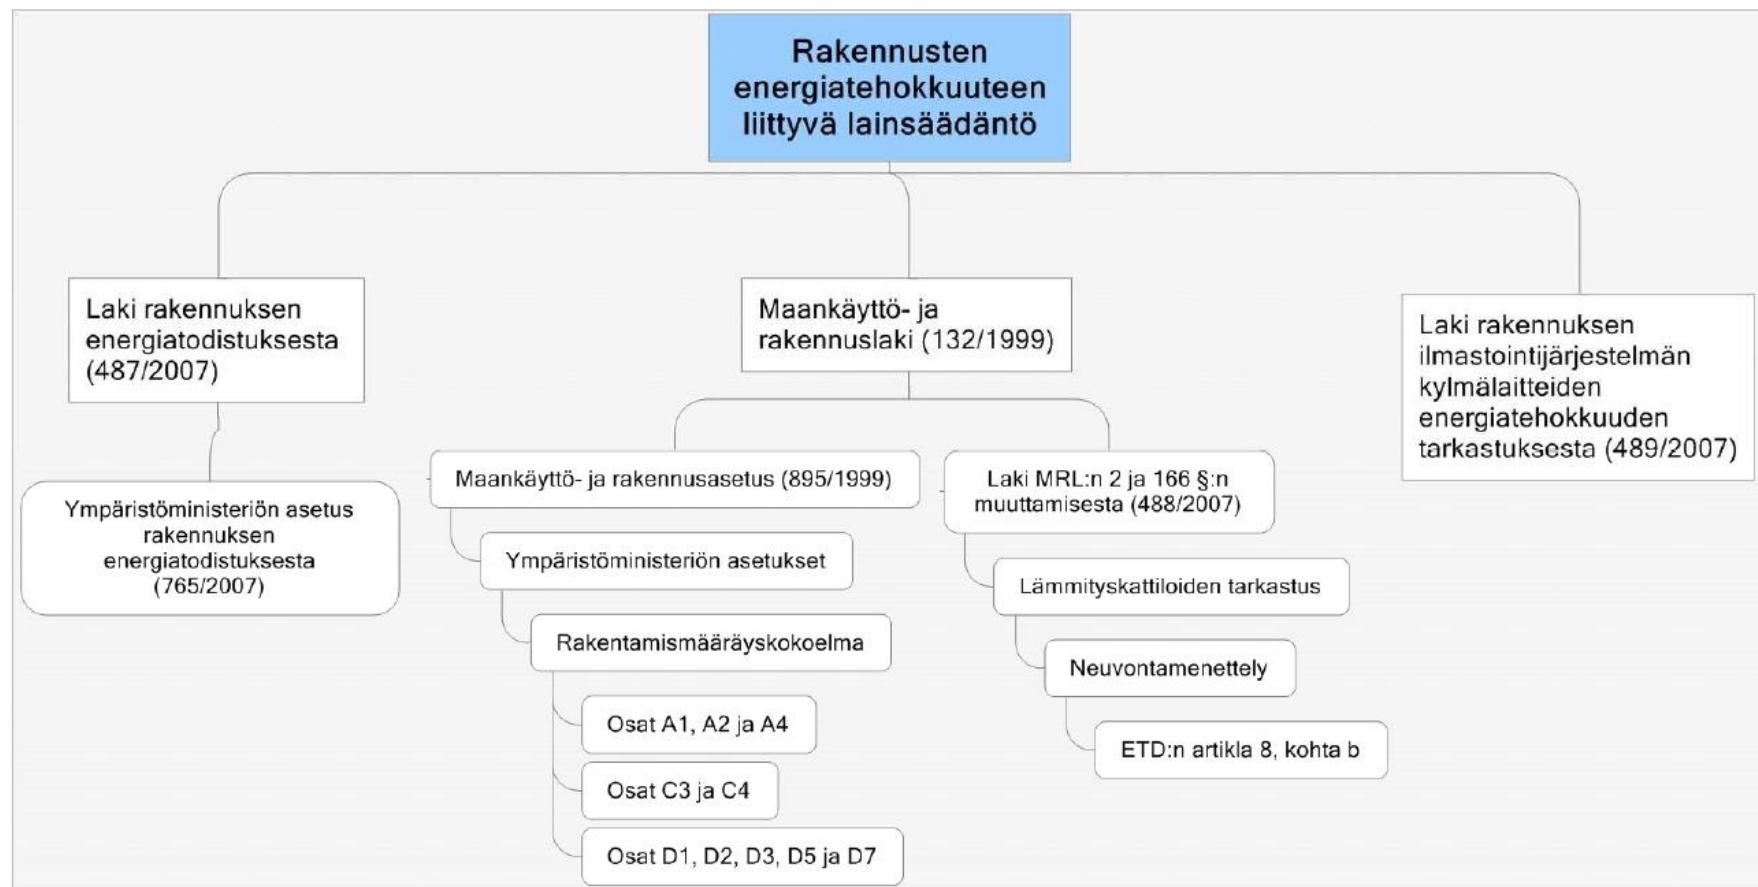 Rakennusten
energiatehokkuuteen
liittyvä lainsäädäntö
Laki rakennuksen
energiatodistuksesta
(487/2007)
Ympäristöministeriön asetus
rakennuksen
energiatodistuksesta
(765/2007)
Maankäyttö- ja
rakennuslaki (132/1999)
Maankäyttö- ja rakennusasetus (895/1999)
Ympäristöministeriön asetukset
Rakentamismääräyskokoelma
Osat A1, A2 ja A4
Osat C3 ja C4
Osat D1, D2, D3, D5 ja D7
Laki MRL:n 2 ja 166 §:n
muuttamisesta (488/2007)
Lämmityskattiloiden tarkastus
Neuvontamenettely
ETD:n artikla 8, kohta b
Laki rakennuksen
ilmastointijärjestelmän
kylmälaitteiden
energiatehokkuuden
tarkastuksesta (489/2007)